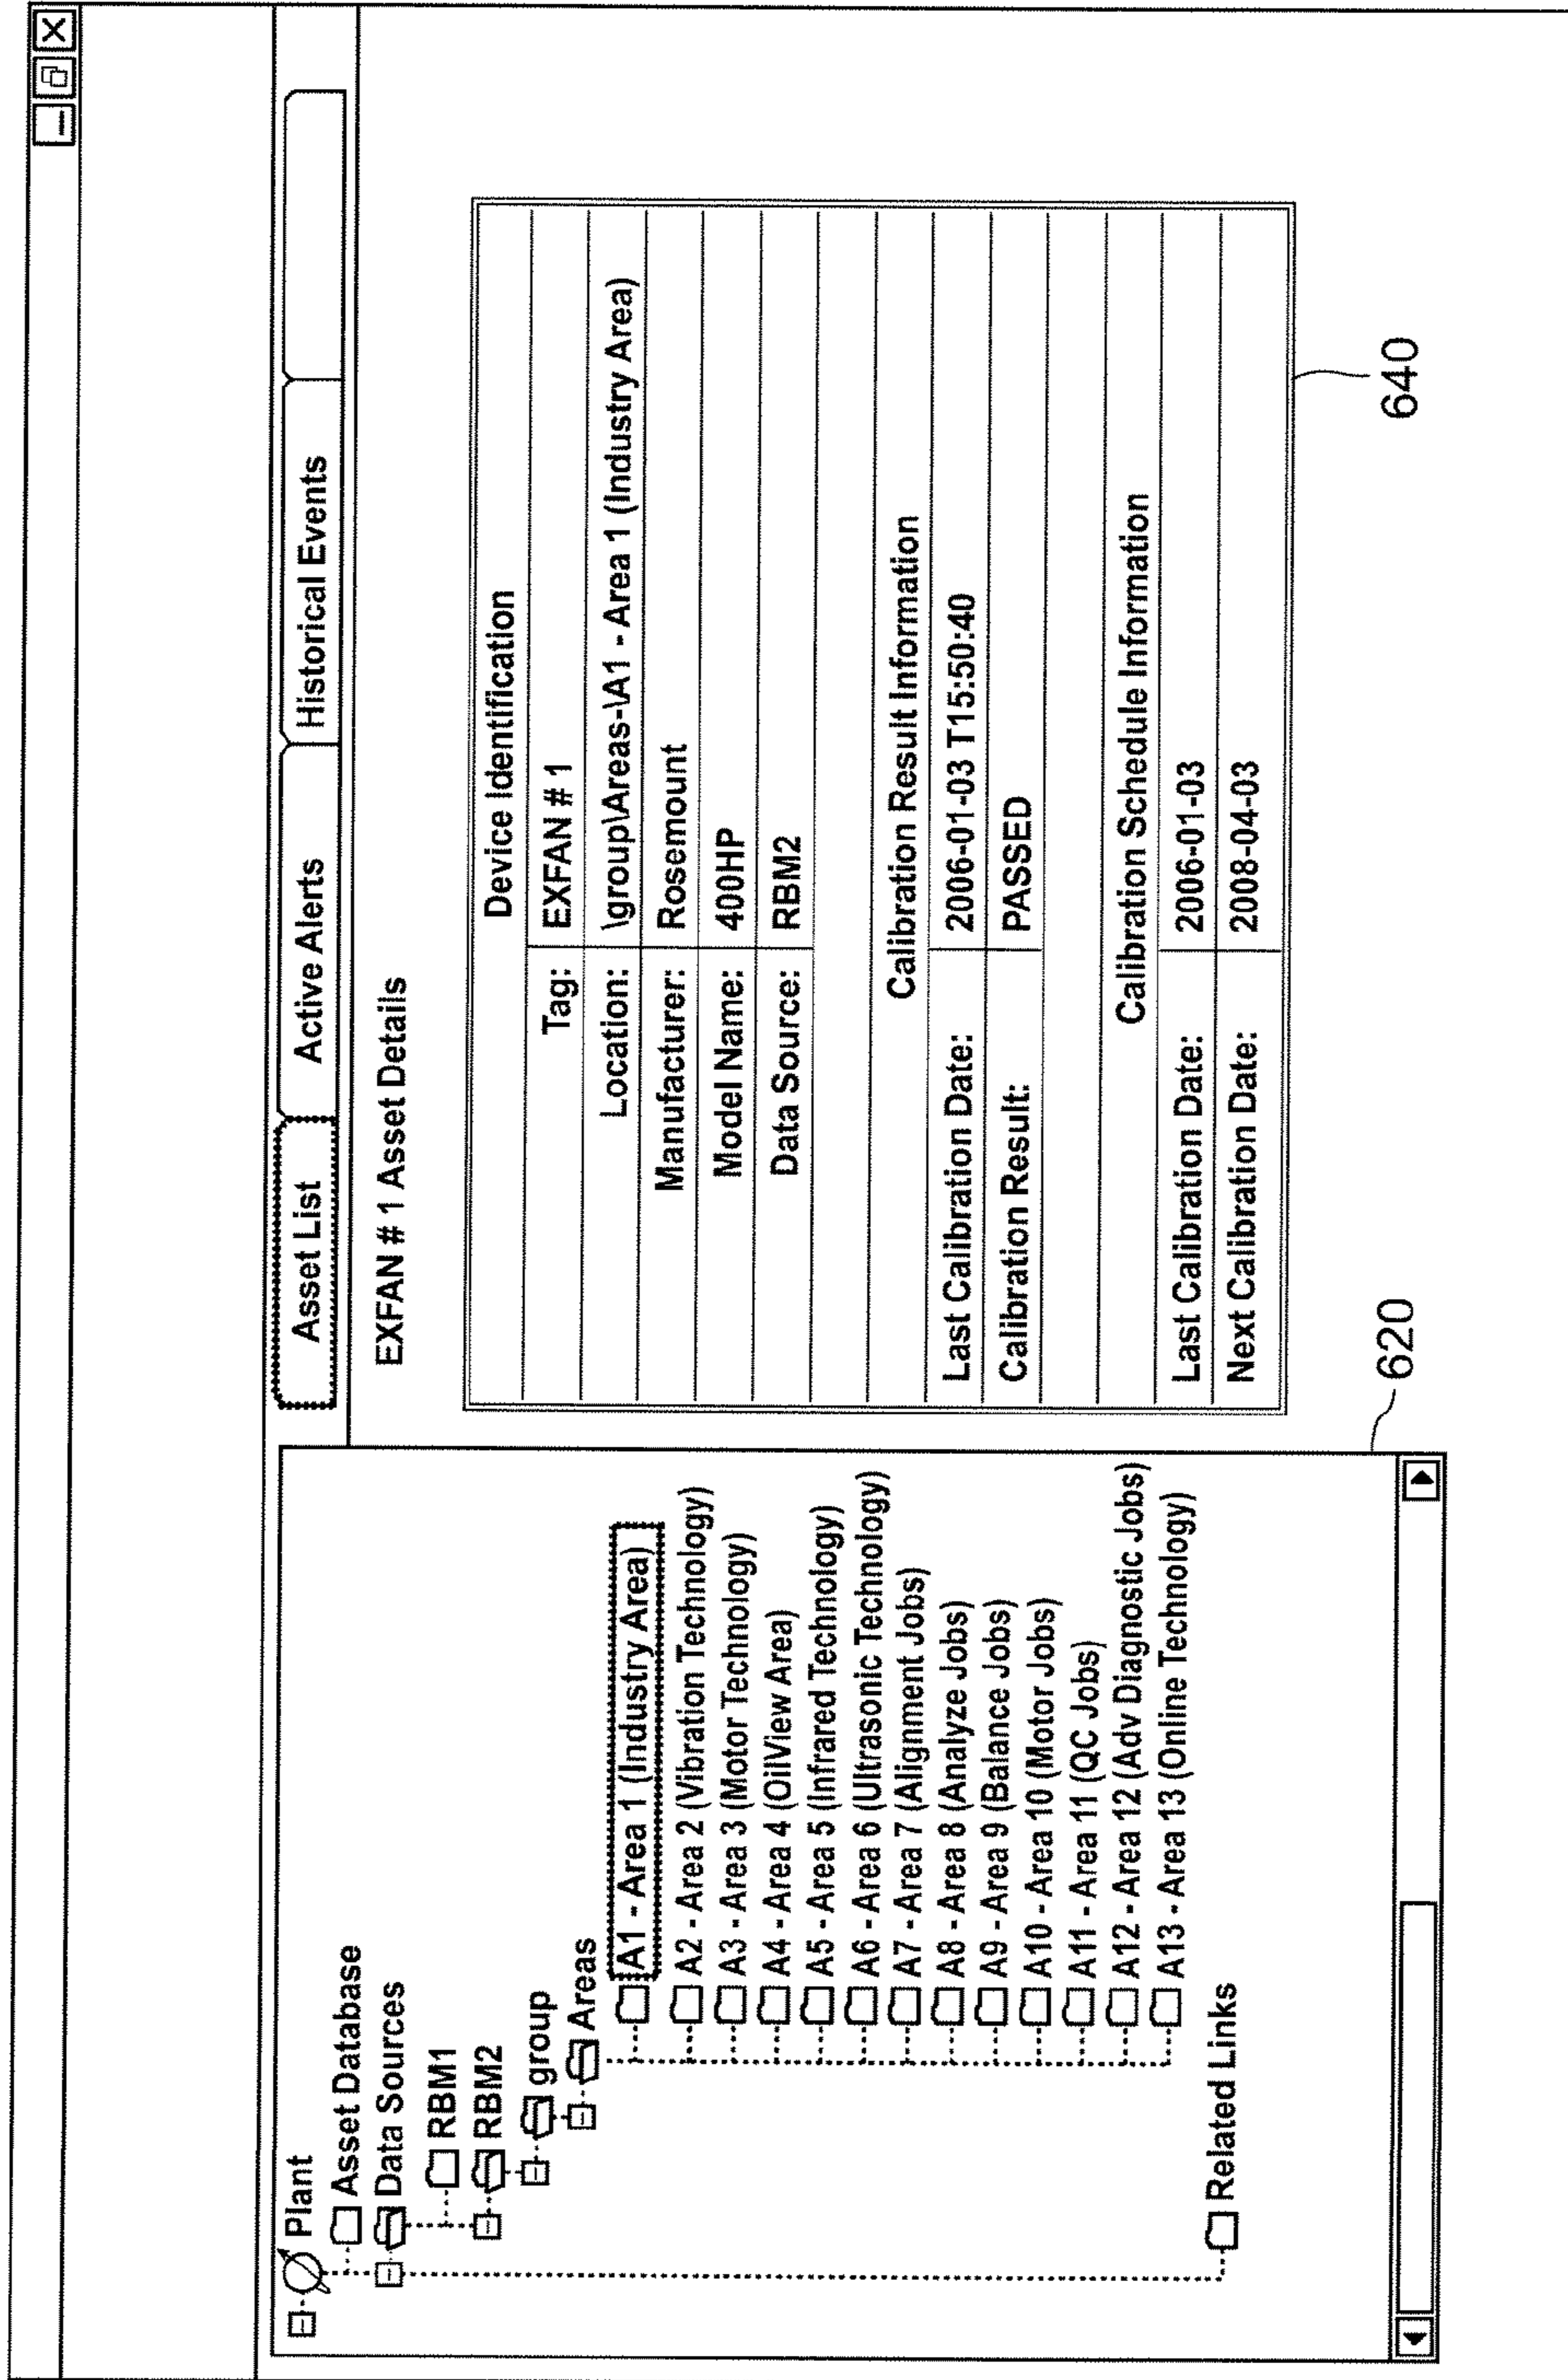 Asset List
Active Alerts
Historical Events
Plant
Asset Database
Data Sources
RBM1
RBM2
group
Areas
A1 - Area 1 (Industry Area)
A2 - Area 2 (Vibration Technology)
A3 - Area 3 (Motor Technology)
A4 - Area 4 (OilView Area)
A5 - Area 5 (Infrared Technology)
A6 - Area 6 (Ultrasonic Technology)
A7 - Area 7 (Alignment Jobs)
A8 - Area 8 (Analyze Jobs)
A9 - Area 9 (Balance Jobs)
A10 - Area 10 (Motor Jobs)
A11 - Area 11 (QC Jobs)
A12 - Area 12 (Adv Diagnostic Jobs)
A13 - Area 13 (Online Technology)
Related Links
620
EXFAN # 1 Asset Details
Device Identification
Tag: EXFAN # 1
Location: \group\Areas-\A1 - Area 1 (Industry Area)
Manufacturer: Rosemount
Model Name: 400HP
Data Source: RBM2
Calibration Result Information
Last Calibration Date: 2006-01-03 T15:50:40
Calibration Result: PASSED
Calibration Schedule Information
Last Calibration Date: 2006-01-03
Next Calibration Date: 2008-04-03
640